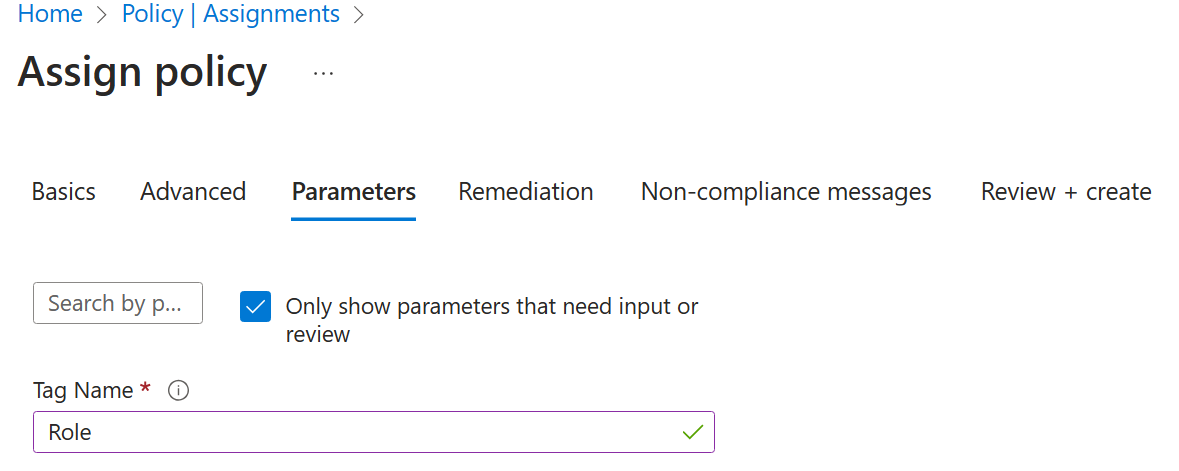 Home > Policy | Assignments >
Assign policy ...
Basics Advanced Parameters Remediation Non-compliance messages Review + create
Search by p... Only show parameters that need input or
review
Tag Name *
Role